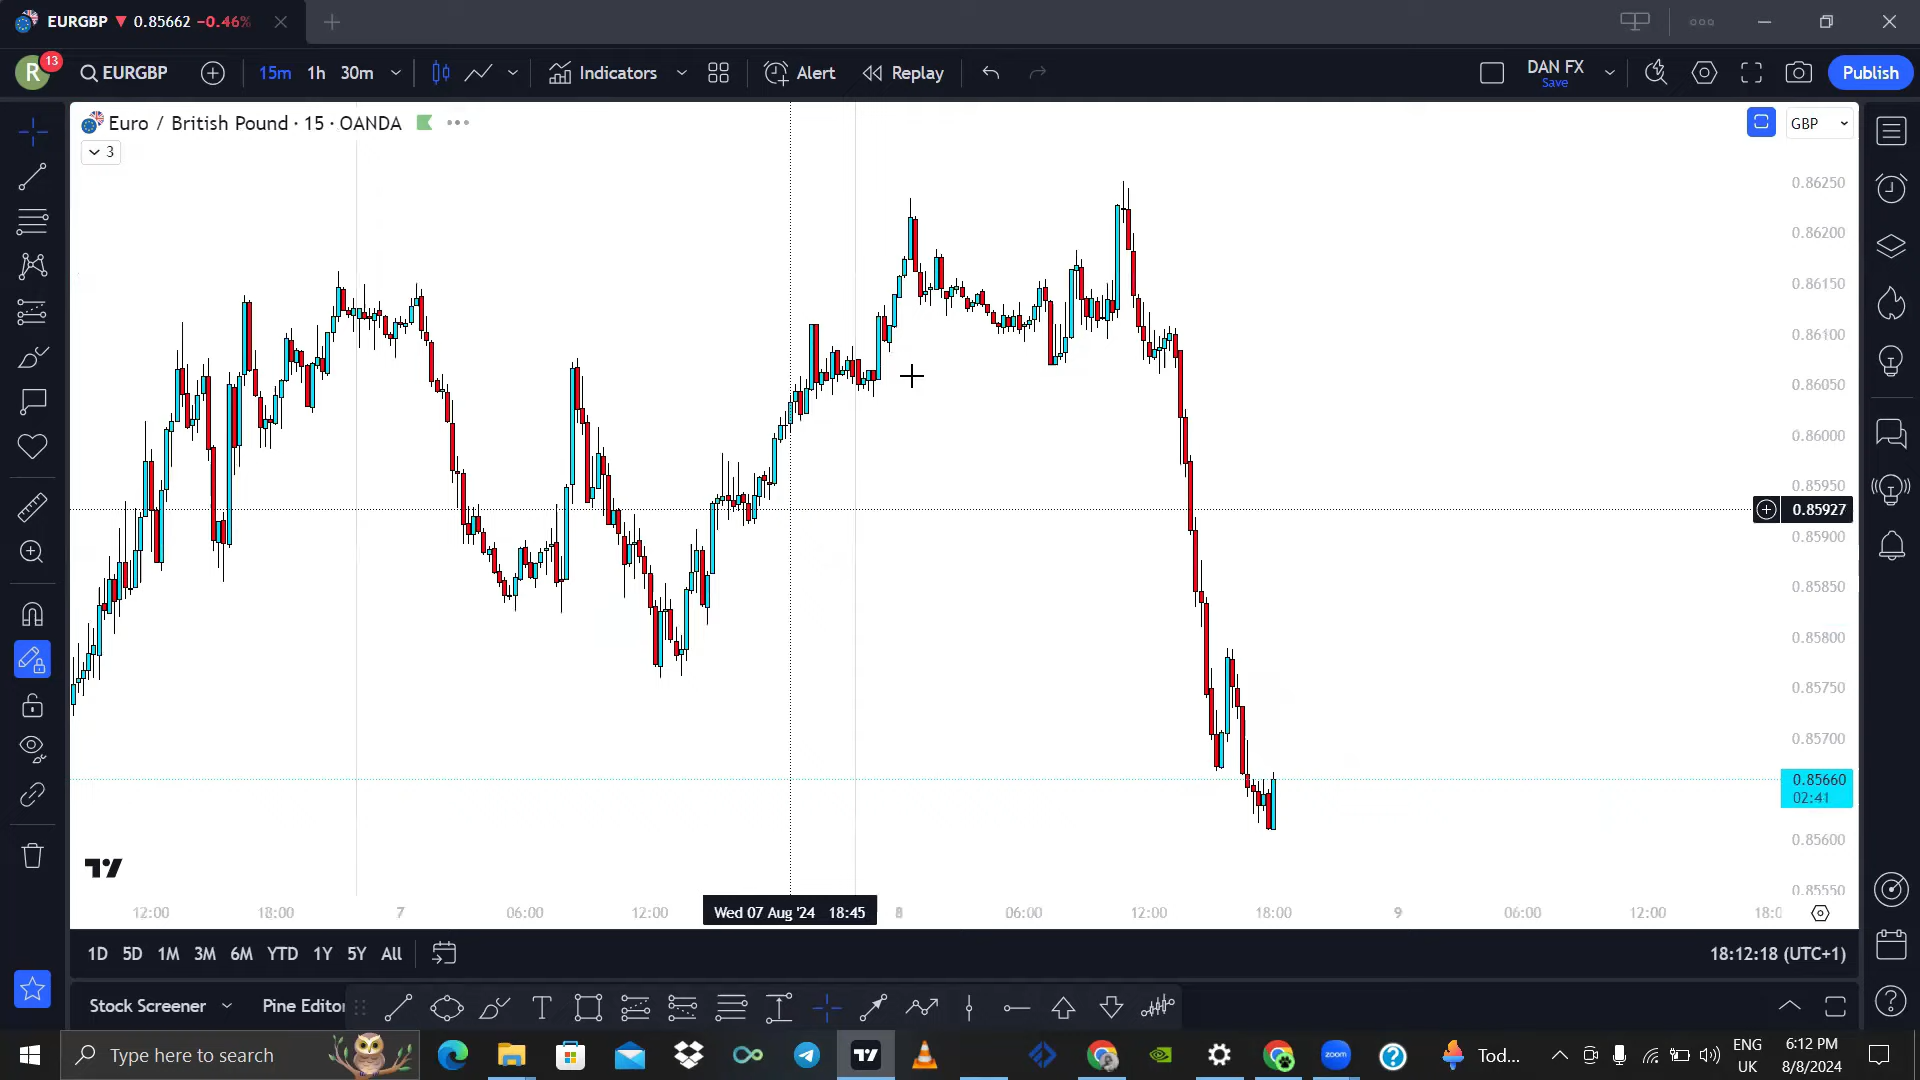 EURGBP ▼ 0.85662 −0.46%
R 13 EURGBP 15m 1h 30m Indicators Alert Replay DAN FX Save Publish
Euro / British Pound · 15 · OANDA
GBP
3
0.86250
0.86200
0.86150
0.86100
0.86050
0.86000
0.85950
0.85927
0.85900
0.85850
0.85800
0.85750
0.85700
0.85660
02:41
0.85600
0.85550
12:00 18:00 7 06:00 12:00 Wed 07 Aug '24 18:45 8 06:00 12:00 18:00 9 06:00 12:00
1D 5D 1M 3M 6M YTD 1Y 5Y All 18:12:18 (UTC+1)
Stock Screener Pine Editor
Type here to search zoom Tod... ENG UK 6:12 PM 8/8/2024